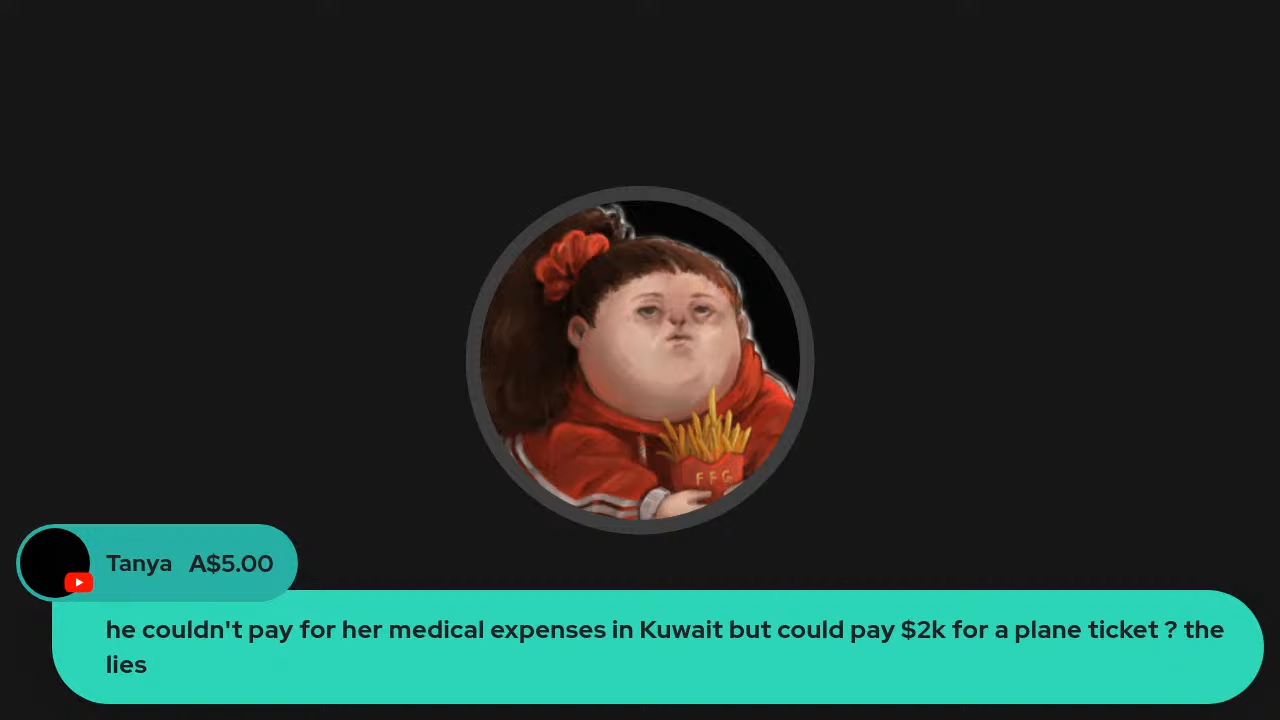 FFG
Tanya A$5.00
he couldn't pay for her medical expenses in Kuwait but could pay $2k for a plane ticket ? the
lies